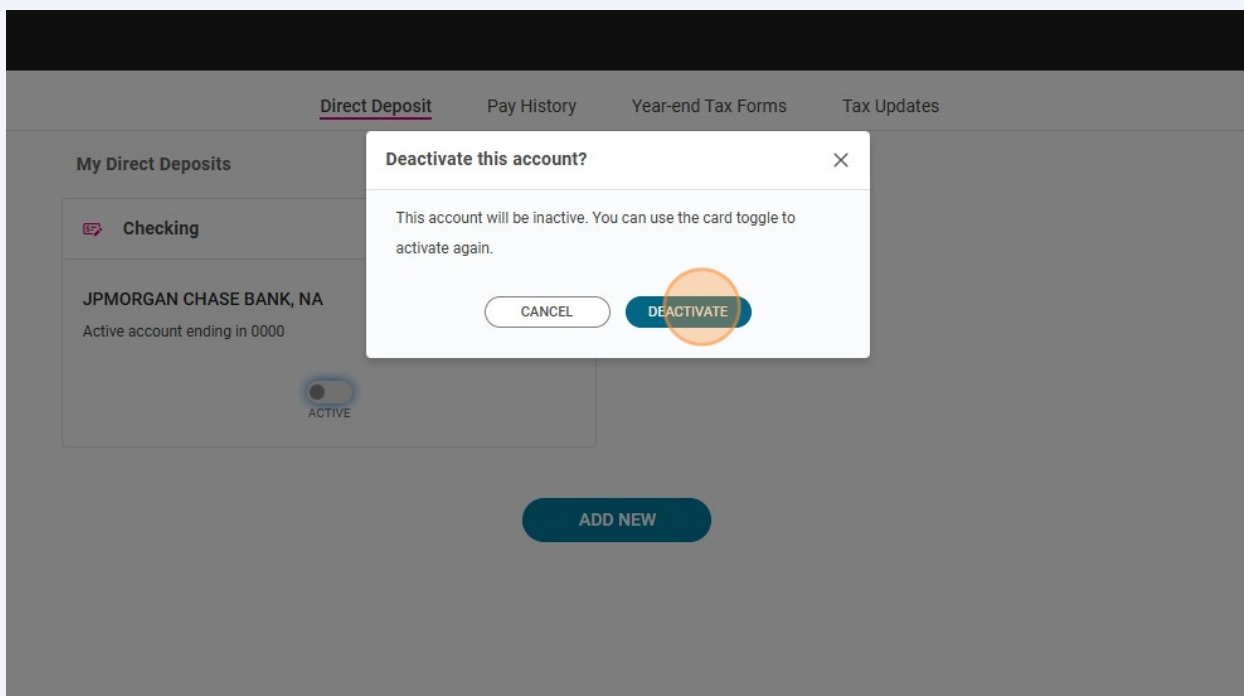 Direct Deposit Pay History Year-end Tax Forms Tax Updates
My Direct Deposits
Checking
JPMORGAN CHASE BANK, NA
Active account ending in 0000
ACTIVE
Deactivate this account?
This account will be inactive. You can use the card toggle to
activate again.
CANCEL DEACTIVATE
ADD NEW